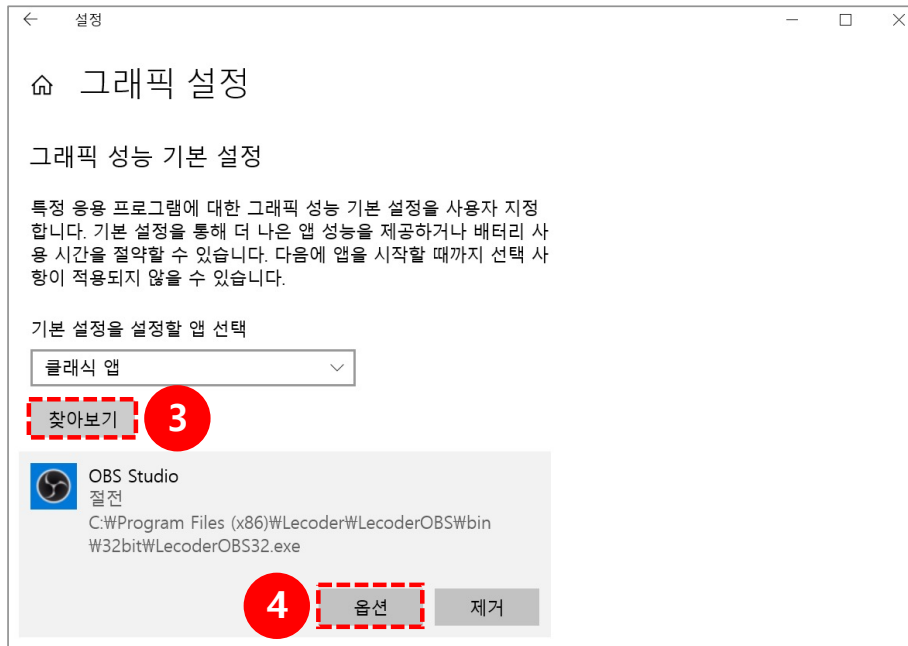 설정
그래픽 설정
그래픽 성능 기본 설정
특정 응용 프로그램에 대한 그래픽 성능 기본 설정을 사용자 지정
합니다. 기본 설정을 통해 더 나은 앱 성능을 제공하거나 배터리 사
용 시간을 절약할 수 있습니다. 다음에 앱을 시작할 때까지 선택 사
항이 적용되지 않을 수 있습니다.
기본 설정을 설정할 앱 선택
클래식 앱
찾아보기 3
OBS Studio
절전
C:₩Program Files (x86)₩Lecoder₩LecoderOBS₩bin
₩32bit₩LecoderOBS32.exe
4 옵션 제거